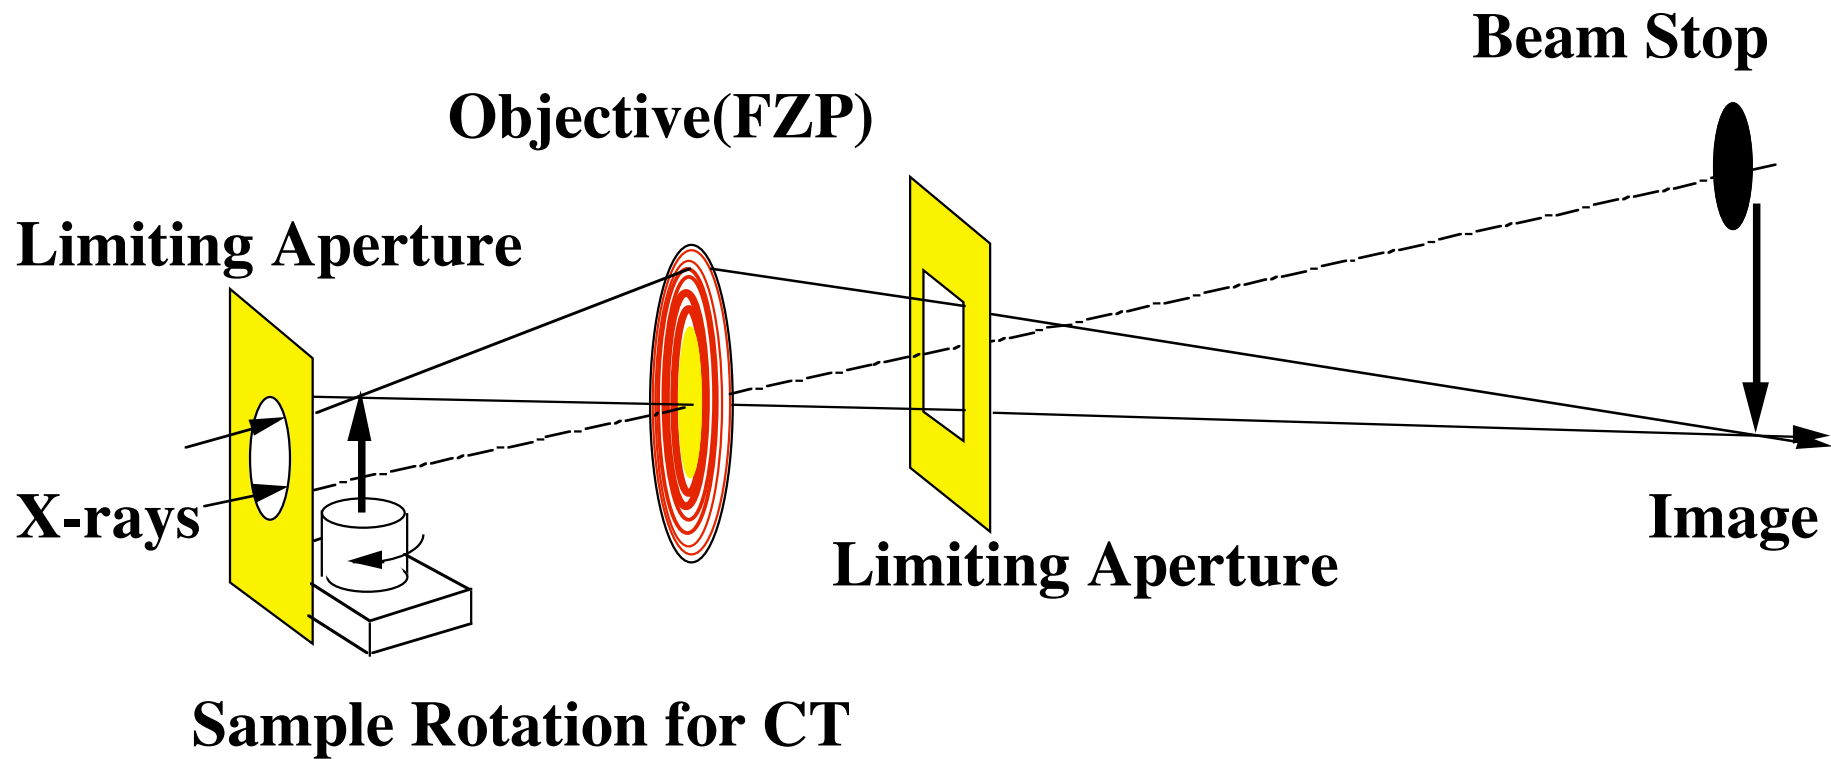 Beam Stop
Objective(FZP)
Limiting Aperture
X-rays
Image
Limiting Aperture
Sample Rotation for CT